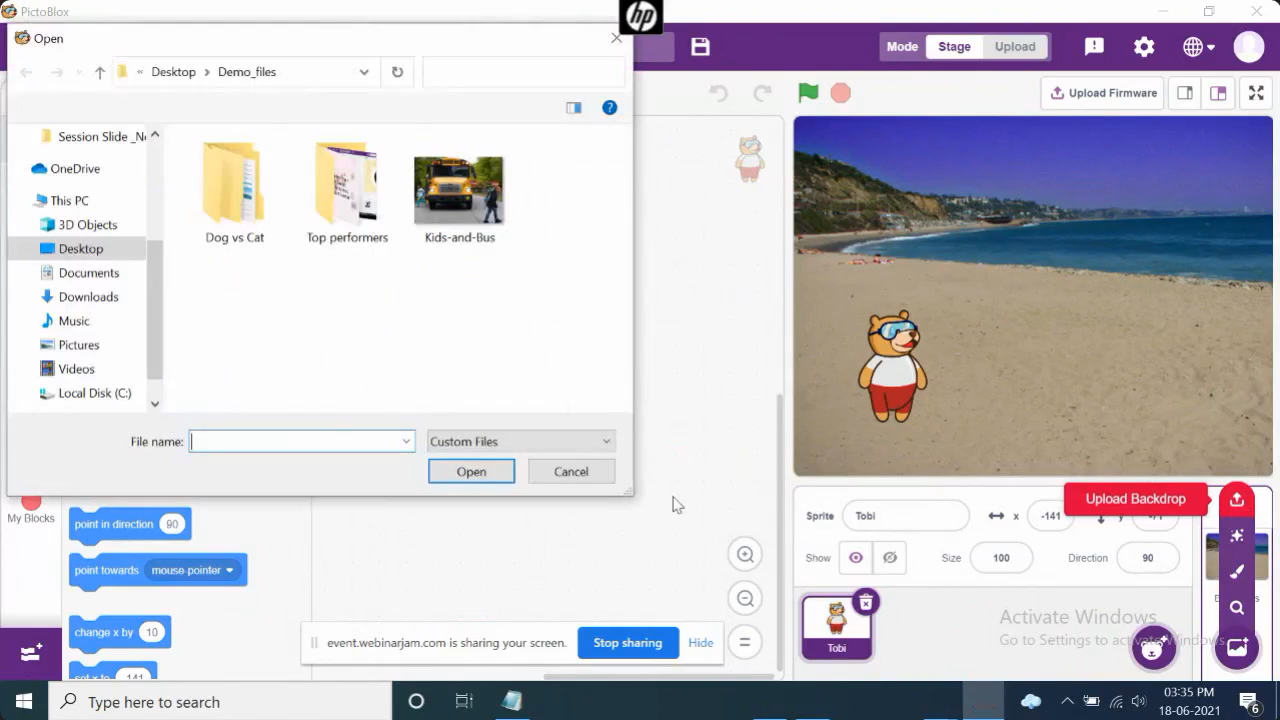 PictoBlox
hp
Open
« Desktop › Demo_files
Mode Stage Upload
Upload Firmware
Session Slide _N
OneDrive
This PC
3D Objects
Desktop
Documents
Downloads
Music
Pictures
Videos
Local Disk (C:)
Dog vs Cat
Top performers
Kids-and-Bus
File name:
Custom Files
Open
Cancel
My Blocks
point in direction 90
point towards mouse-pointer
change x by 10
Upload Backdrop
Sprite Tobi x -141 y
Show Size 100 Direction 90
Tobi
Activate Windows
Go to Settings to activate Windows.
event.webinarjam.com is sharing your screen. Stop sharing Hide
Type here to search
03:35 PM
18-06-2021
6